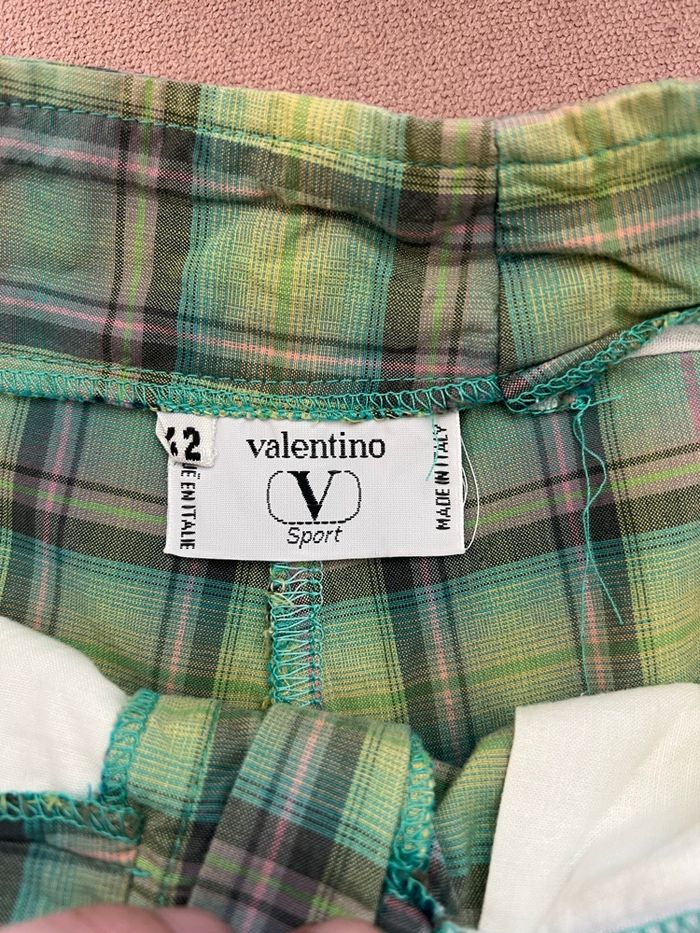 valentino
V
Sport
MADE IN ITALY
EN ITALIE
2